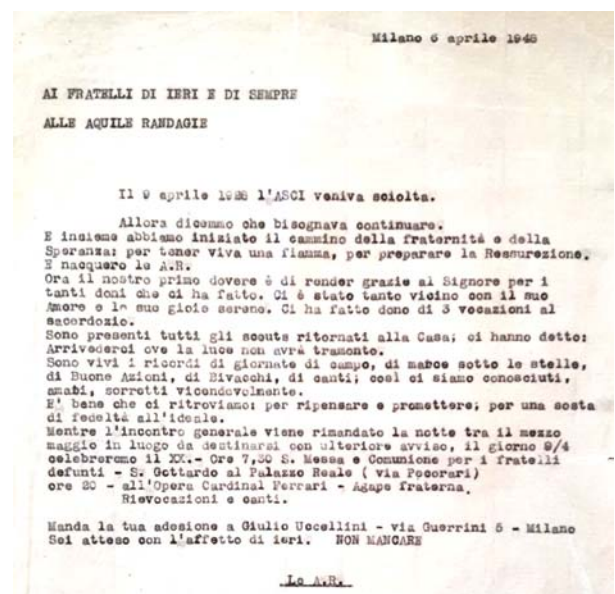 Milano 6 aprile 1948
AI FRATELLI DI IERI E DI SEMPRE
ALLE AQUILE RANDAGIE
Il 9 aprile 1928 l'ASCI veniva sciolta.
Allora dicemmo che bisognava continuare.
E insieme abbiamo iniziato il cammino della fraternità e della
Speranza; per tener viva una fiamma, per preparare la Ressurezione.
E nacquero le A.R.
Ora il nostro primo dovere è di render grazie al Signore per i
tanti doni che ci ha fatto. Ci è stato tanto vicino con il suo
Amore e le sue gioie serene. Ci ha fatto dono di 3 vocazioni al
sacerdozio.
Sono presenti tutti gli scouts ritornati alla Casa; ci hanno detto:
Arrivederci ove la luce non avrà tramonto.
Sono vivi i ricordi di giornate di campo, di marce sotto le stelle,
di Buone Azioni, di Bivacchi, di canti; così ci siamo conosciuti,
amati, sorretti vicendevolmente.
E' bene che ci ritroviamo: per ripensare e promettere; per una sosta
di fedeltà all'ideale.
Mentre l'incontro generale viene rimandato la notte tra il mezzo
maggio in luogo da destinarsi con ulteriore avviso, il giorno 9/4
celebreremo il XX.- Ore 7,30 S. Messa e Comunione per i fratelli
defunti - S. Gottardo al Palazzo Reale ( via Pecorari)
ore 20 - all'Opera Cardinal Ferrari - Agape fraterna.
Rievocazioni e canti.
Manda la tua adesione a Giulio Uccellini - via Guerrini 5 - Milano
Sei atteso con l'affetto di ieri. NON MANCARE
Le A.R.